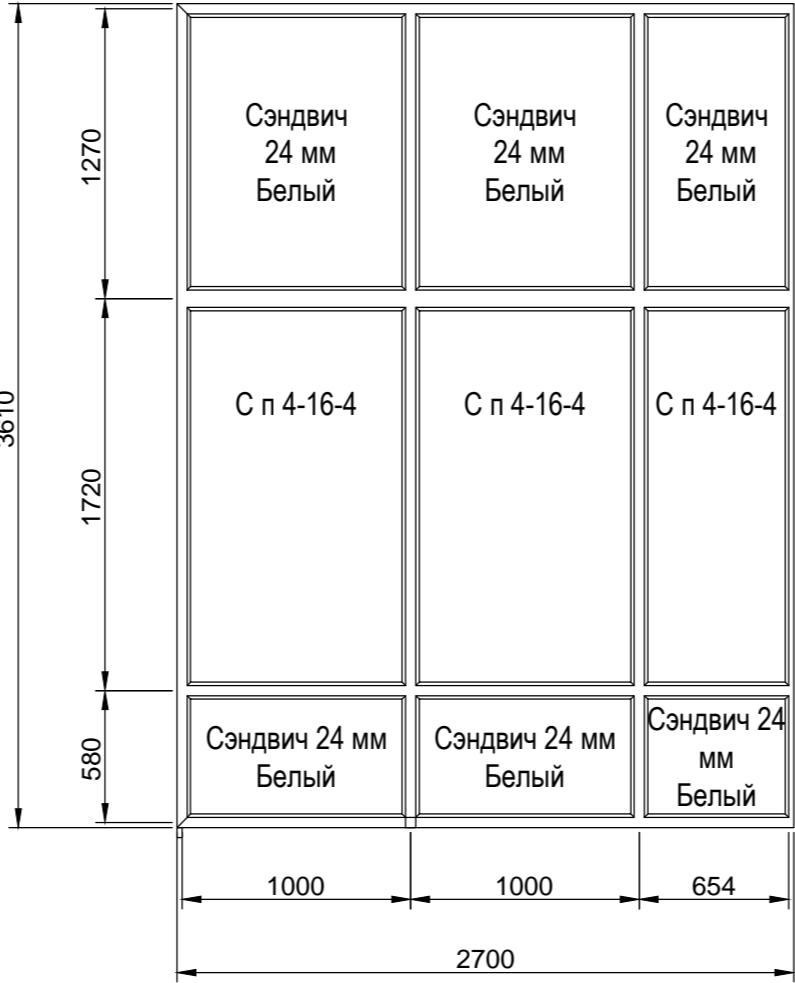 Сэндвич
24 мм
Белый
Сэндвич
24 мм
Белый
Сэндвич
24 мм
Белый
1270
3610
С п 4-16-4
С п 4-16-4
С п 4-16-4
1720
Сэндвич 24 мм
Белый
Сэндвич 24 мм
Белый
Сэндвич 24
мм
Белый
580
1000
1000
654
2700